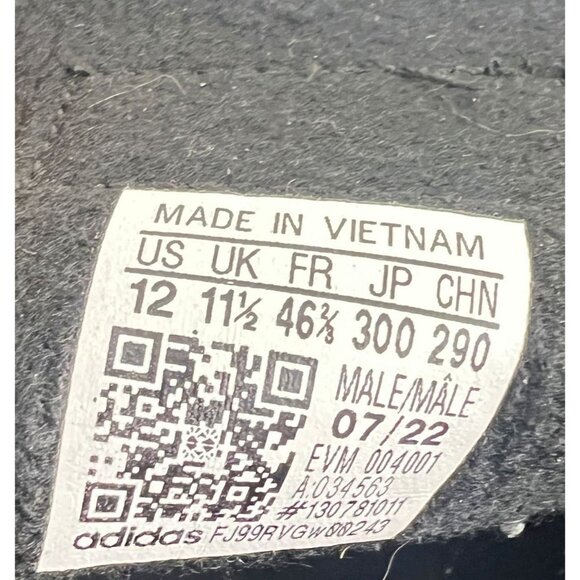 MADE IN VIETNAM
US UK FR JP CHN
12 11½ 46⅔ 300 290
MALE/MÂLE
07/22
EVM 004001
A:034563
#130781011
adidas FJ99RVGW00243